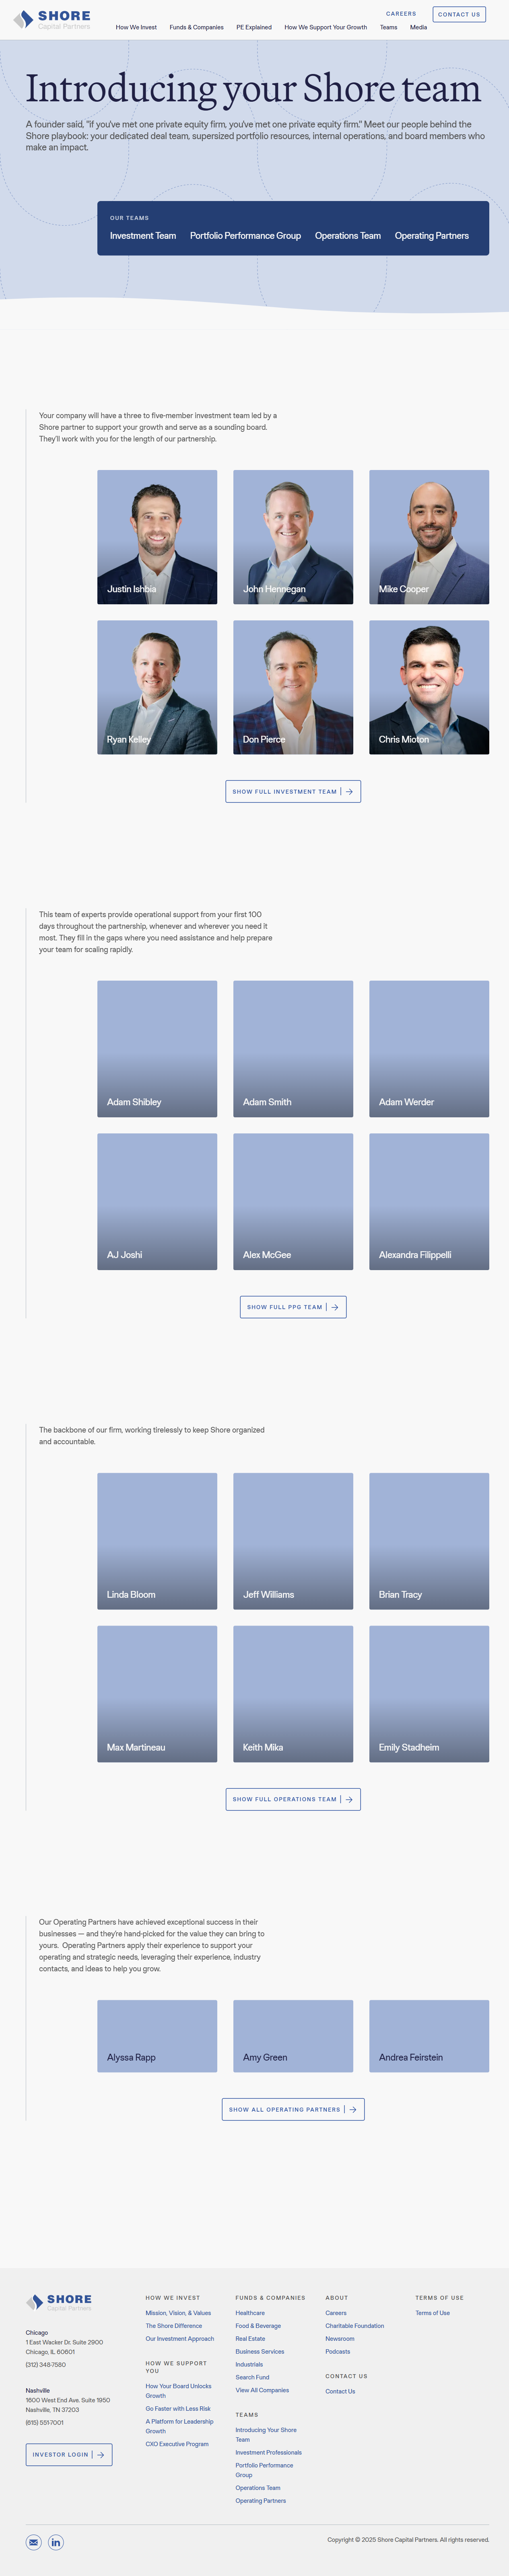 SHORE
Capital Partners
CAREERS
CONTACT US
How We Invest
Funds & Companies
PE Explained
How We Support Your Growth
Teams
Media
Introducing your Shore team
A founder said, "If you've met one private equity firm, you've met one private equity firm." Meet our people behind the
Shore playbook: your dedicated deal team, supersized portfolio resources, internal operations, and board members who
make an impact.
OUR TEAMS
Investment Team
Portfolio Performance Group
Operations Team
Operating Partners
Your company will have a three to five-member investment team led by a
Shore partner to support your growth and serve as a sounding board.
They'll work with you for the length of our partnership.
Justin Ishbia
John Hennegan
Mike Cooper
Ryan Kelley
Don Pierce
Chris Mioton
SHOW FULL INVESTMENT TEAM
This team of experts provide operational support from your first 100
days throughout the partnership, whenever and wherever you need it
most. They fill in the gaps where you need assistance and help prepare
your team for scaling rapidly.
Adam Shibley
Adam Smith
Adam Werder
AJ Joshi
Alex McGee
Alexandra Filippelli
SHOW FULL PPG TEAM
The backbone of our firm, working tirelessly to keep Shore organized
and accountable.
Linda Bloom
Jeff Williams
Brian Tracy
Max Martineau
Keith Mika
Emily Stadheim
SHOW FULL OPERATIONS TEAM
Our Operating Partners have achieved exceptional success in their
businesses — and they're hand-picked for the value they can bring to
yours. Operating Partners apply their experience to support your
operating and strategic needs, leveraging their experience, industry
contacts, and ideas to help you grow.
Alyssa Rapp
Amy Green
Andrea Feirstein
SHOW ALL OPERATING PARTNERS
SHORE
Capital Partners
Chicago
1 East Wacker Dr. Suite 2900
Chicago, IL 60601
(312) 348-7580
Nashville
1600 West End Ave. Suite 1950
Nashville, TN 37203
(615) 551-7001
INVESTOR LOGIN
HOW WE INVEST
Mission, Vision, & Values
The Shore Difference
Our Investment Approach
HOW WE SUPPORT
YOU
How Your Board Unlocks
Growth
Go Faster with Less Risk
A Platform for Leadership
Growth
CXO Executive Program
FUNDS & COMPANIES
Healthcare
Food & Beverage
Real Estate
Business Services
Industrials
Search Fund
View All Companies
TEAMS
Introducing Your Shore
Team
Investment Professionals
Portfolio Performance
Group
Operations Team
Operating Partners
ABOUT
Careers
Charitable Foundation
Newsroom
Podcasts
CONTACT US
Contact Us
TERMS OF USE
Terms of Use
in
Copyright © 2025 Shore Capital Partners. All rights reserved.